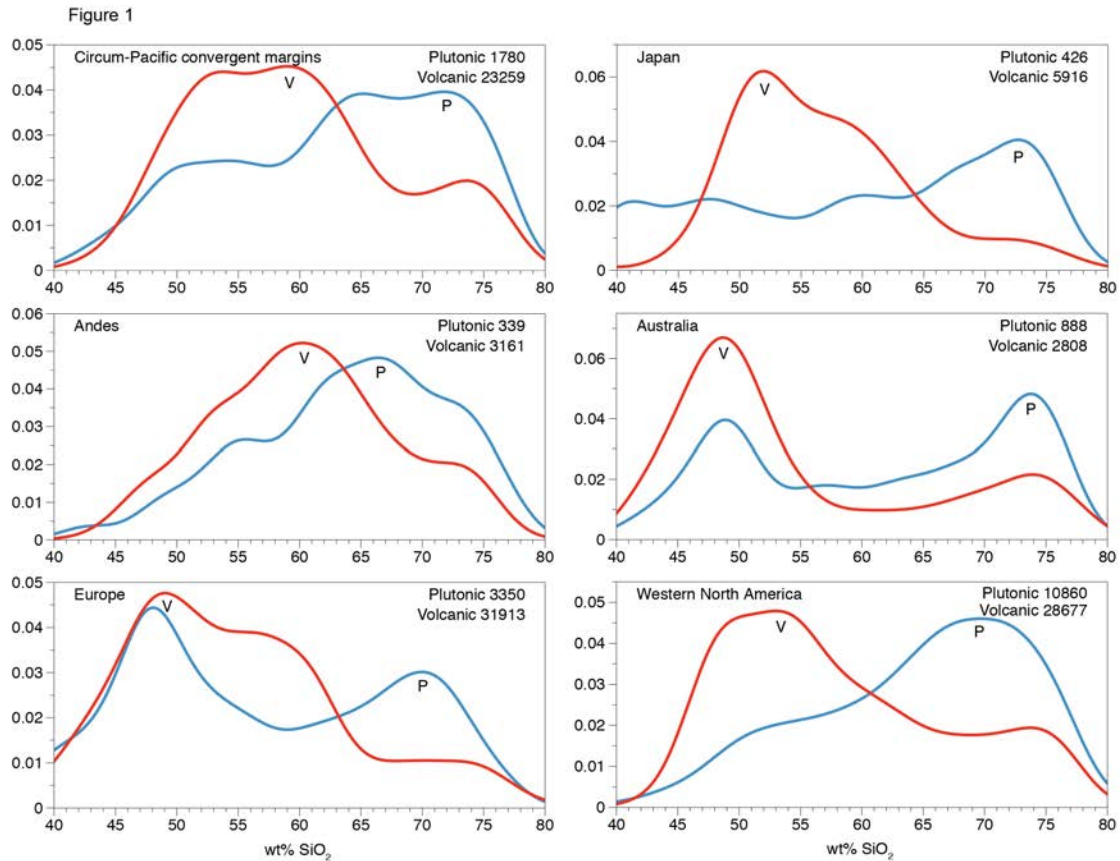 Figure 1
Circum-Pacific convergent margins
Plutonic 1780
Volcanic 23259
0.05
0.04
0.03
0.02
0.01
0
V
P
40 45 50 55 60 65 70 75 80
Japan
Plutonic 426
Volcanic 5916
0.06
0.04
0.02
0
V
P
40 45 50 55 60 65 70 75 80
Andes
Plutonic 339
Volcanic 3161
0.06
0.05
0.04
0.03
0.02
0.01
0
V
P
40 45 50 55 60 65 70 75 80
Australia
Plutonic 888
Volcanic 2808
0.06
0.04
0.02
0
V
P
40 45 50 55 60 65 70 75 80
Europe
Plutonic 3350
Volcanic 31913
0.05
0.04
0.03
0.02
0.01
0
V
P
40 45 50 55 60 65 70 75 80
wt% SiO2
Western North America
Plutonic 10860
Volcanic 28677
0.05
0.04
0.03
0.02
0.01
0
V
P
40 45 50 55 60 65 70 75 80
wt% SiO2